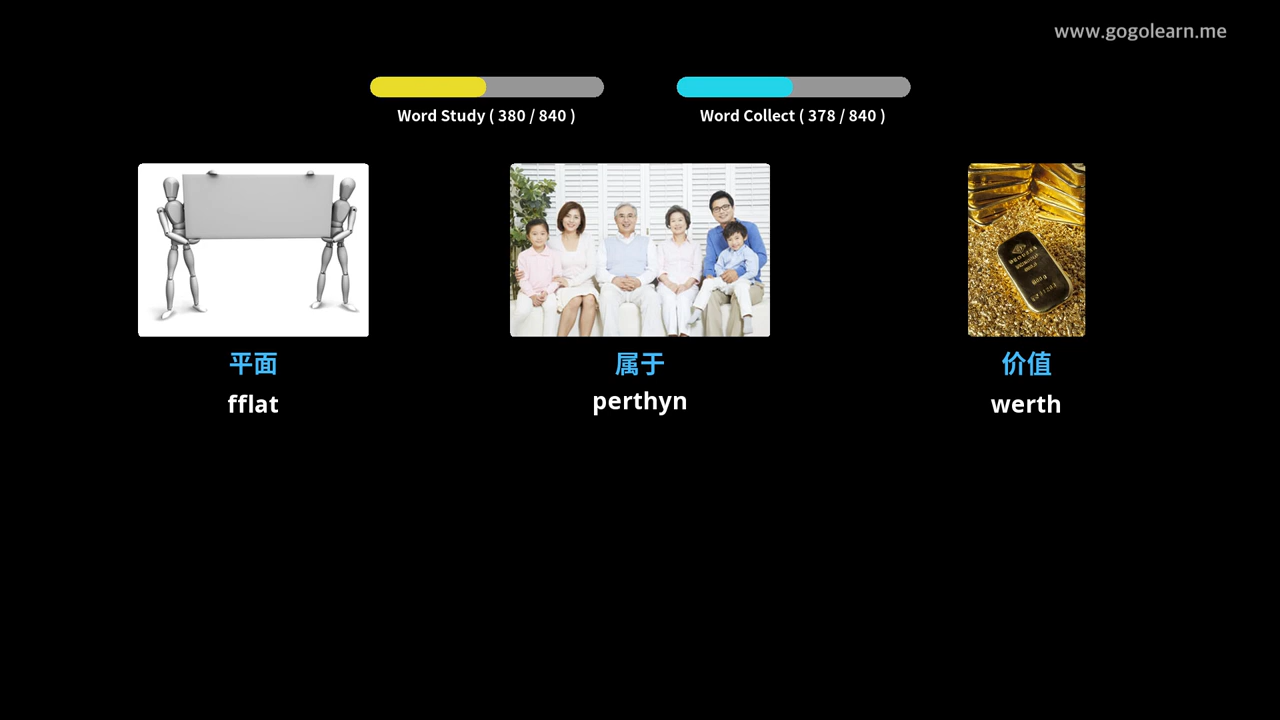 www.gogolearn.me
Word Study ( 380 / 840 )
Word Collect ( 378 / 840 )
平面
属于
价值
fflat
perthyn
werth